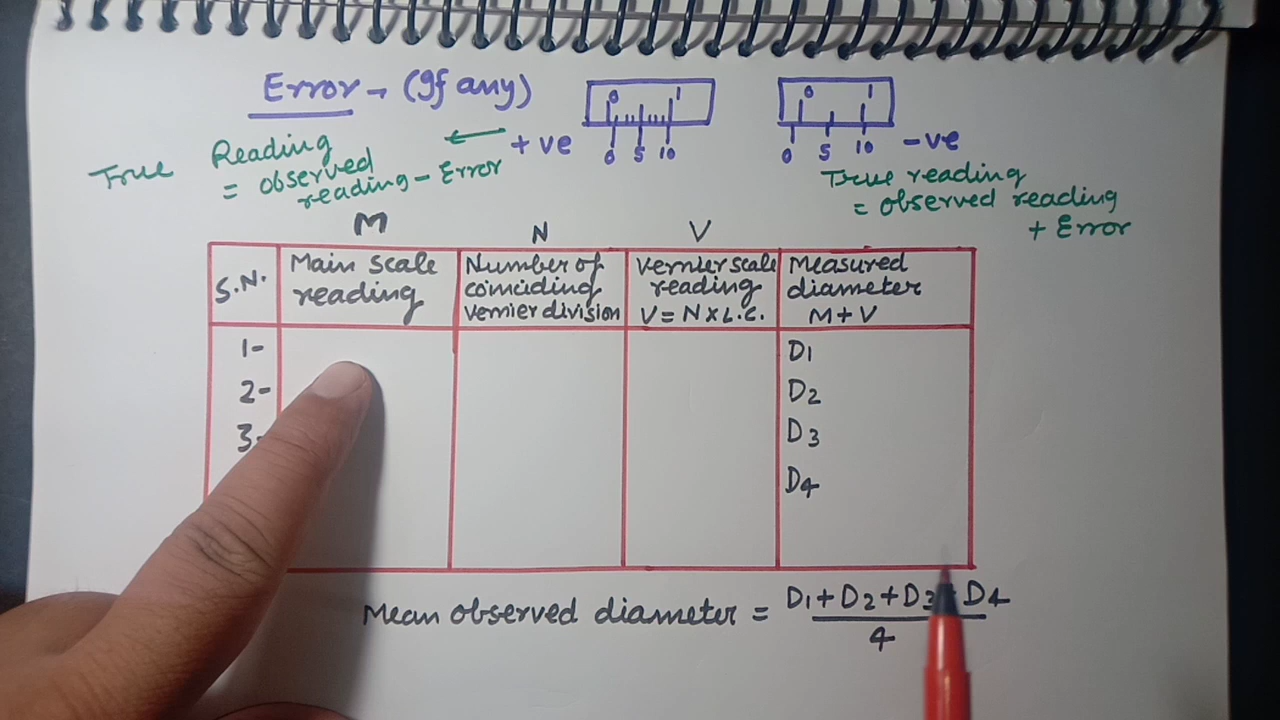 Error → (If any)
0 1
0 5 10
+ve
0 1
0 5 10
-ve
True Reading
= observed
reading - Error
True reading
= observed reading
+ Error
M N V
S.N.
Main scale
reading
Number of
coinciding
vernier division
Vernier scale
reading
V = N x L.C.
Measured
diameter
M + V
1- D1
2- D2
3- D3
D4
Mean observed diameter = D1 + D2 + D3 + D4
4